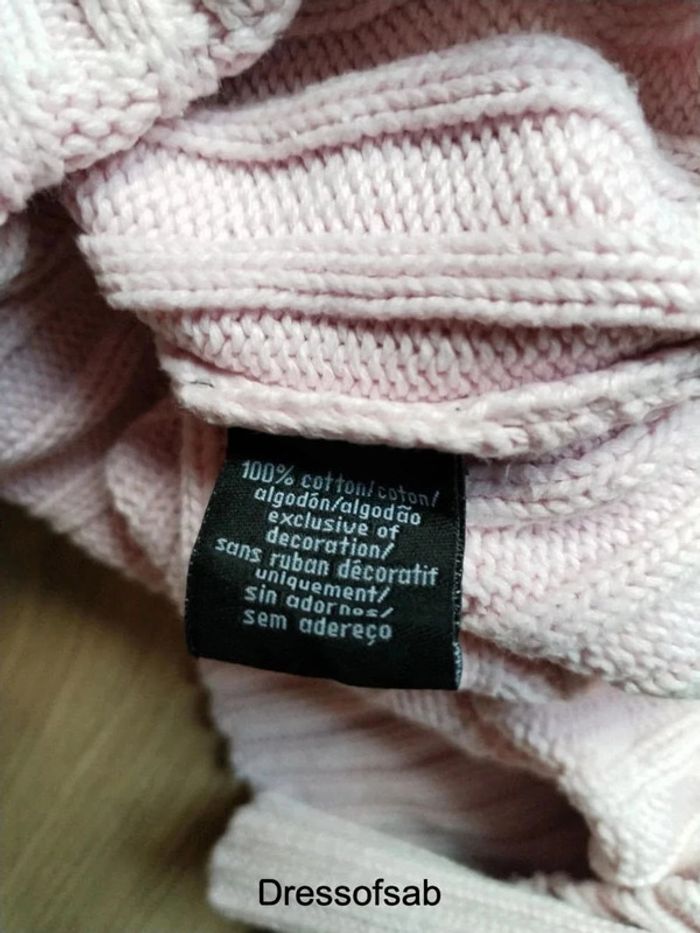 100% cotton/coton/
algodón/algodão
exclusive of
decoration/
sans ruban décoratif
uniquement/
sin adornos/
sem adereço
Dressofsab